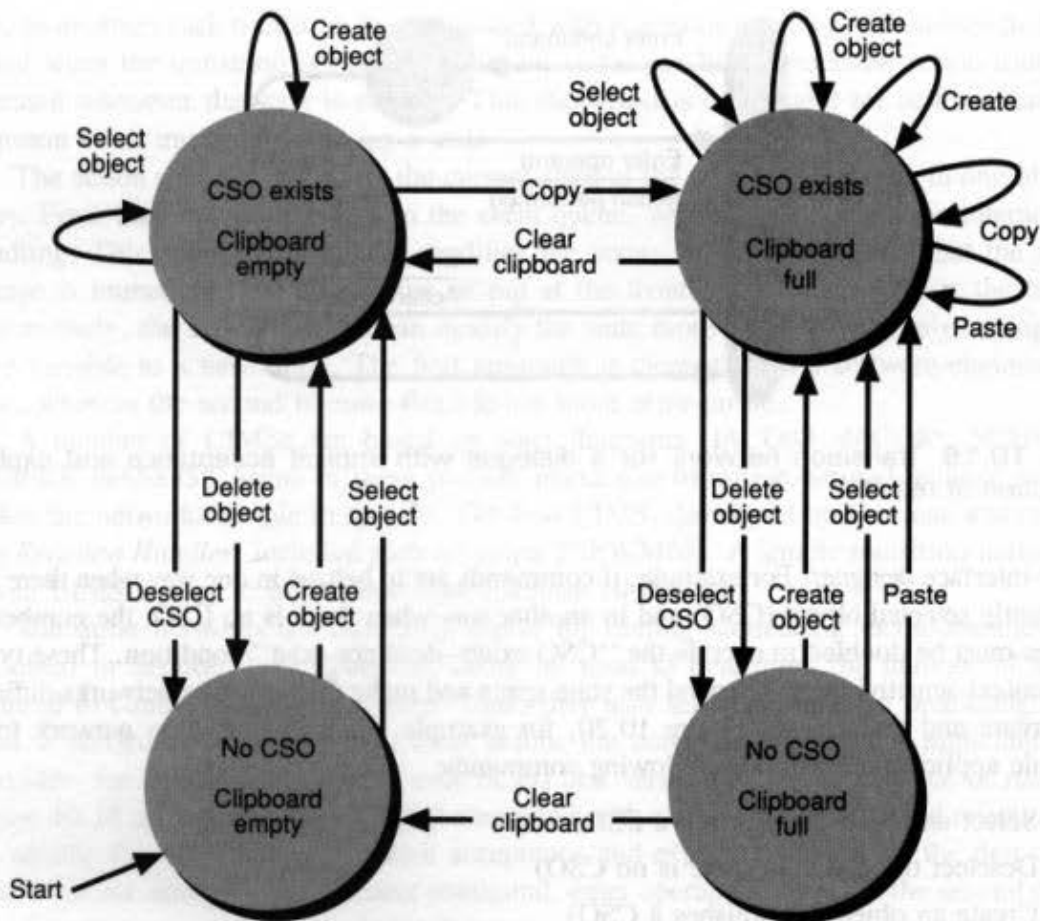 Create
object
Create
object
Select
object
Create
Select
object
CSO exists
Clipboard
empty
Copy
CSO exists
Clipboard
full
Copy
Clear
clipboard
Paste
Delete
object
Select
object
Delete
object
Select
object
Deselect
CSO
Create
object
Deselect
CSO
Create
object
Paste
No CSO
Clipboard
empty
No CSO
Clipboard
full
Clear
clipboard
Start